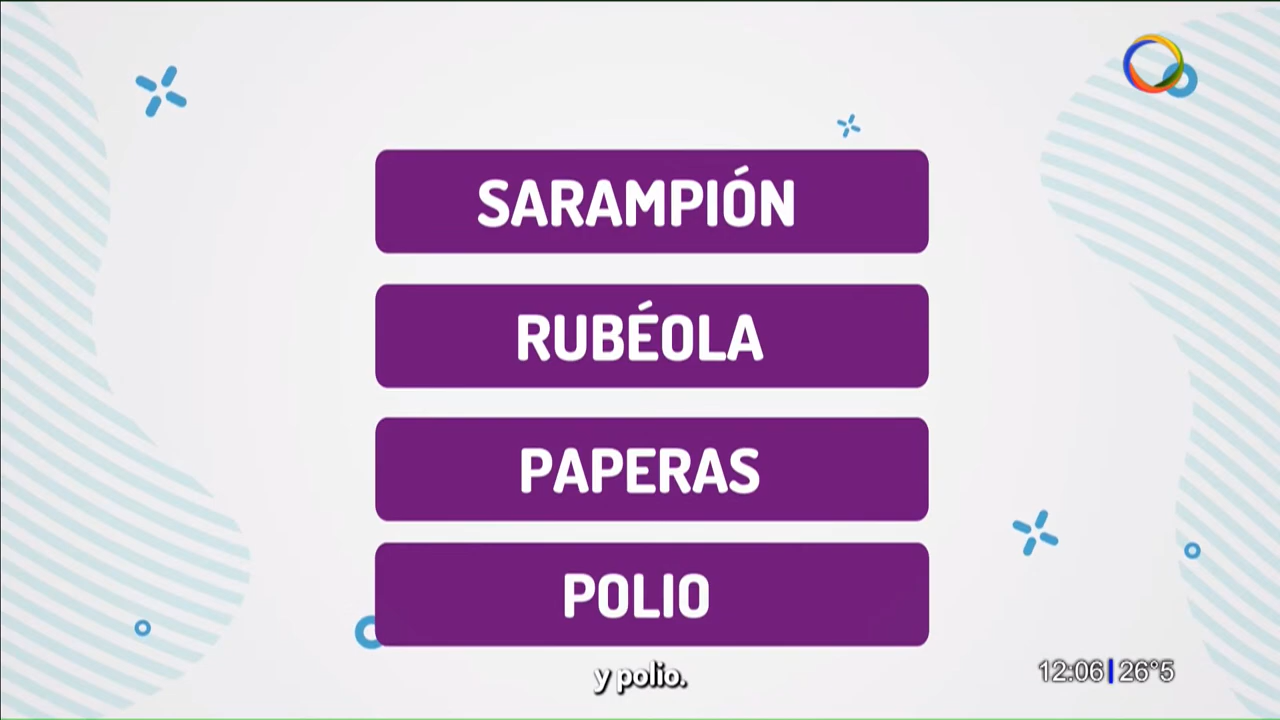 SARAMPIÓN
RUBÉOLA
PAPERAS
POLIO
y polio.
12:06 26°5